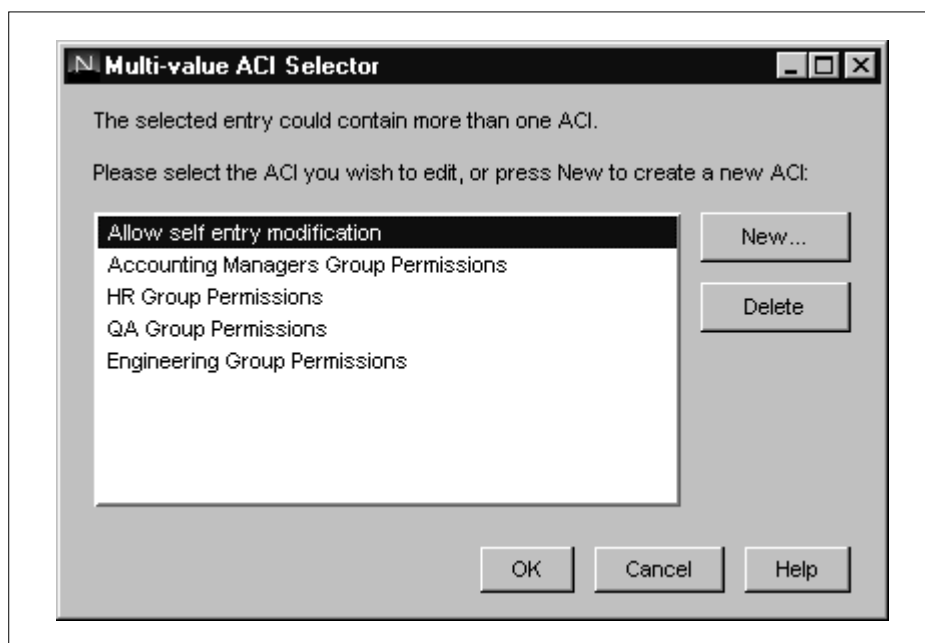 N Multi-value ACI Selector
The selected entry could contain more than one ACI.
Please select the ACI you wish to edit, or press New to create a new ACI:
Allow self entry modification
New...
Accounting Managers Group Permissions
HR Group Permissions
Delete
QA Group Permissions
Engineering Group Permissions
OK Cancel Help